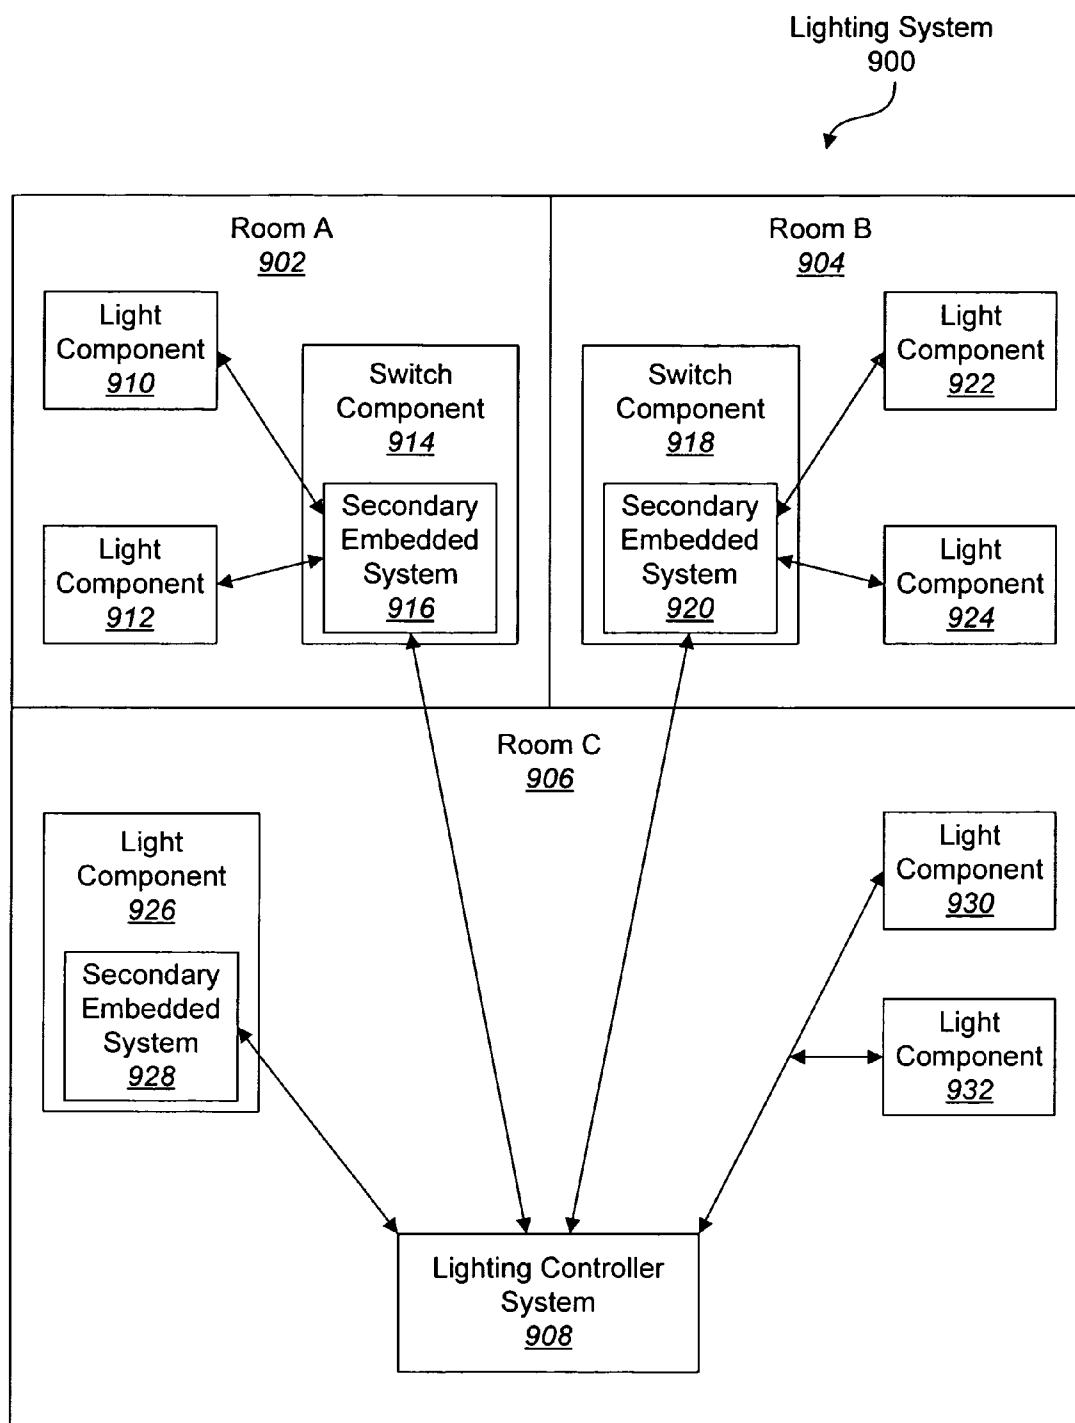 Lighting System
900
Room A
902
Light
Component
910
Switch
Component
914
Secondary
Embedded
System
916
Light
Component
912
Room B
904
Switch
Component
918
Secondary
Embedded
System
920
Light
Component
922
Light
Component
924
Room C
906
Light
Component
926
Secondary
Embedded
System
928
Light
Component
930
Light
Component
932
Lighting Controller
System
908